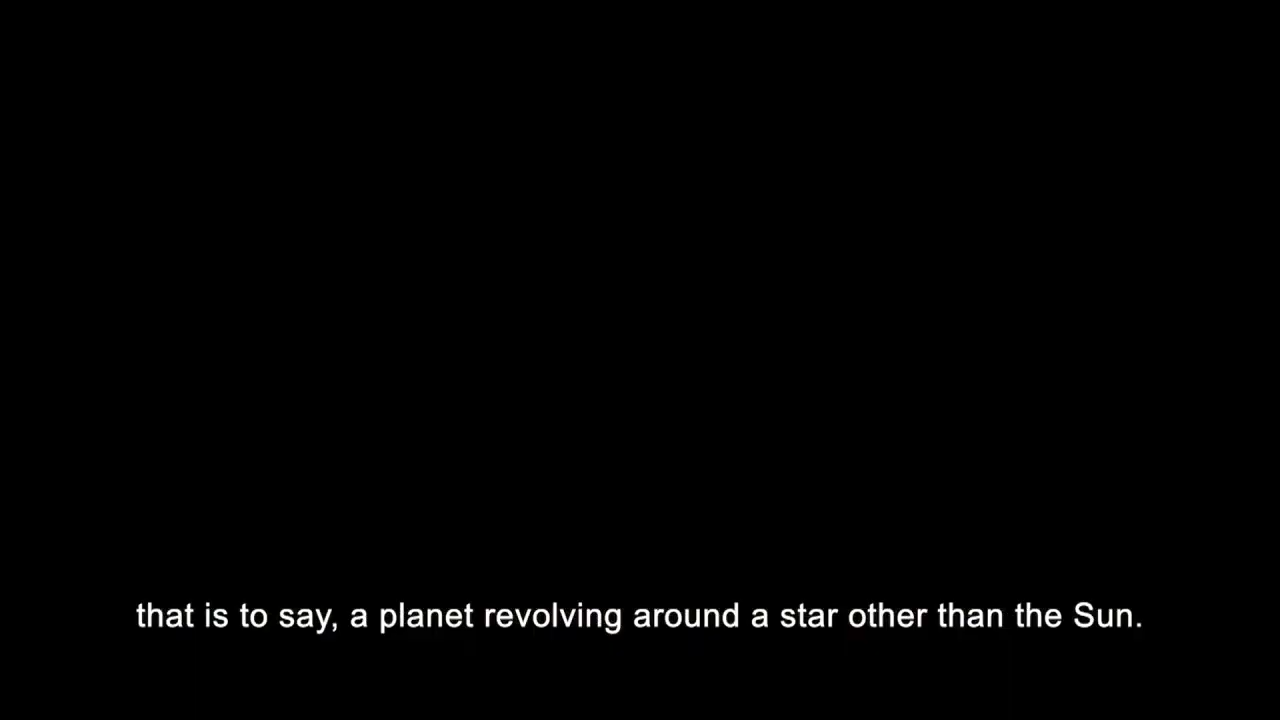 that is to say, a planet revolving around a star other than the Sun.